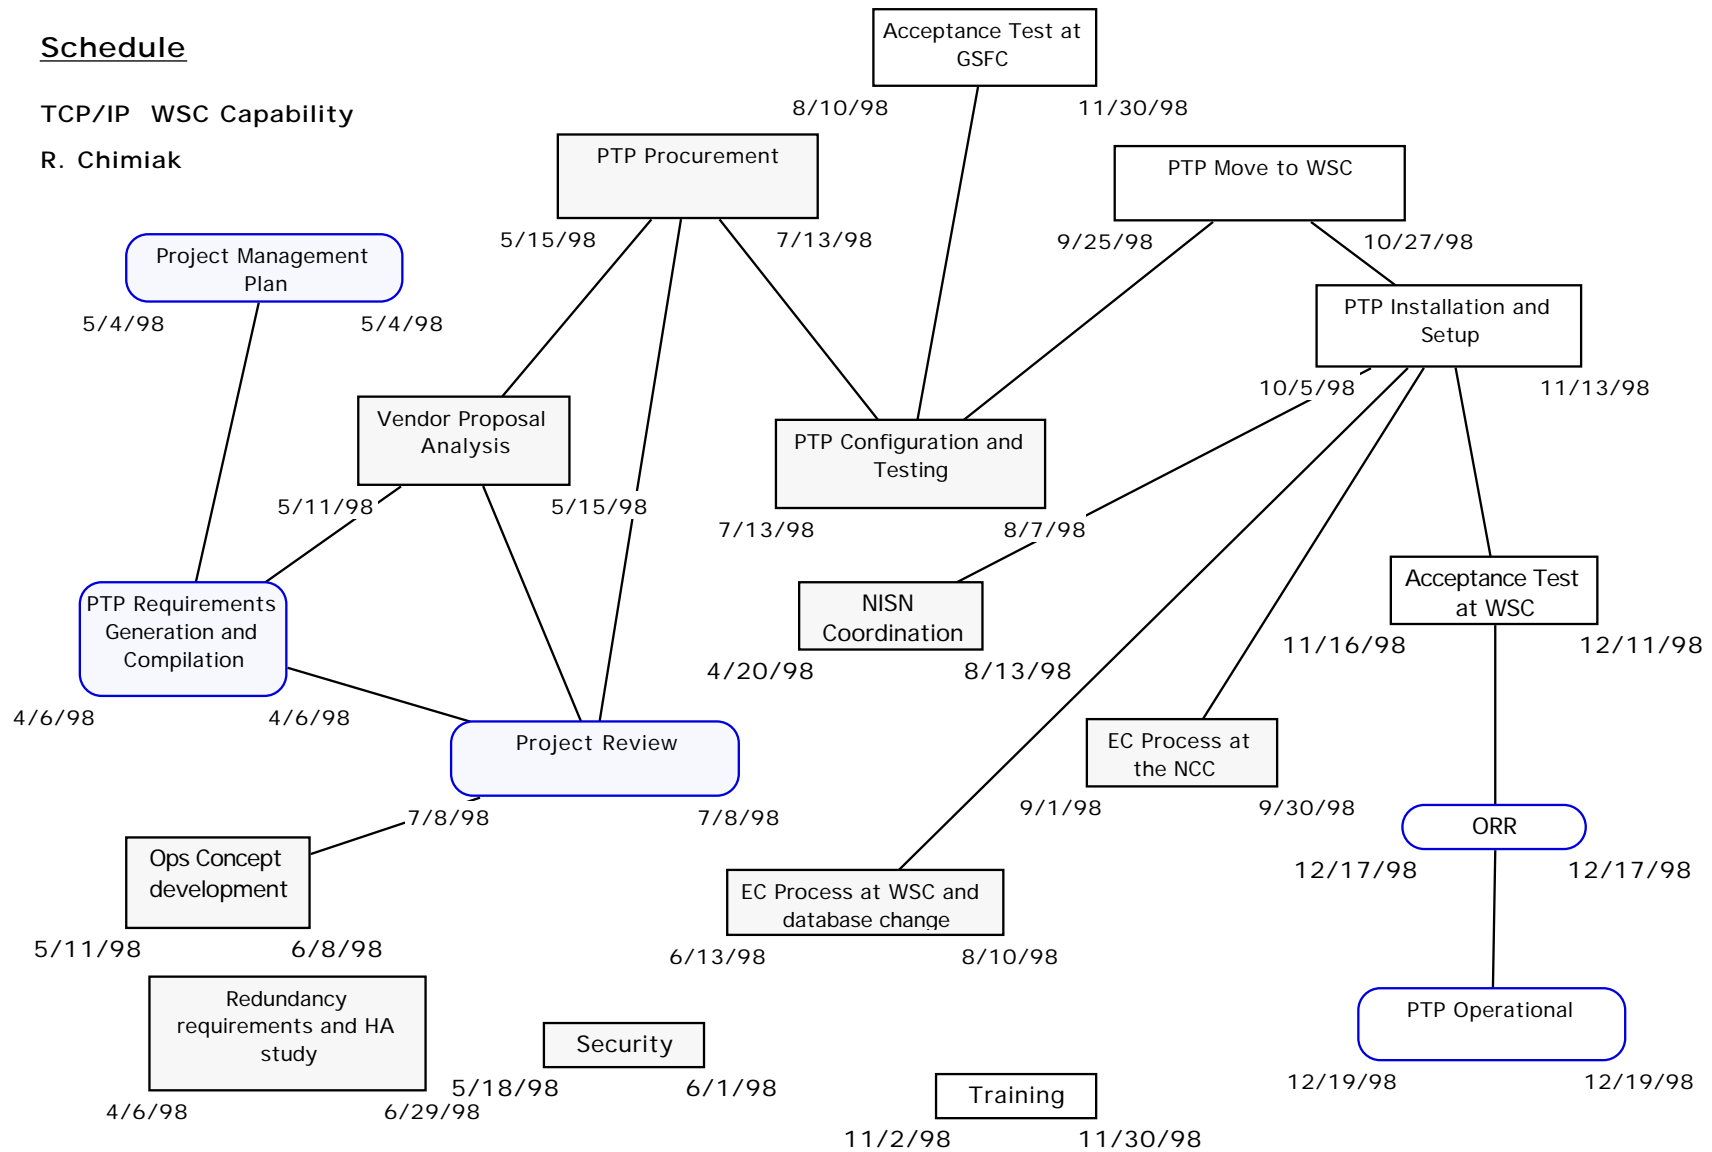 Schedule
TCP/IP WSC Capability
R. Chimiak
Acceptance Test at
GSFC
8/10/98
11/30/98
PTP Procurement
5/15/98
7/13/98
PTP Move to WSC
9/25/98
10/27/98
Project Management
Plan
5/4/98
5/4/98
PTP Installation and
Setup
10/5/98
11/13/98
Vendor Proposal
Analysis
5/11/98
5/15/98
PTP Configuration and
Testing
7/13/98
8/7/98
PTP Requirements
Generation and
Compilation
4/6/98
4/6/98
NISN
Coordination
4/20/98
8/13/98
Acceptance Test
at WSC
11/16/98
12/11/98
Project Review
7/8/98
7/8/98
EC Process at
the NCC
9/1/98
9/30/98
ORR
12/17/98
12/17/98
Ops Concept
development
5/11/98
6/8/98
EC Process at WSC and
database change
6/13/98
8/10/98
Redundancy
requirements and HA
study
4/6/98
6/29/98
Security
5/18/98
6/1/98
PTP Operational
12/19/98
12/19/98
Training
11/2/98
11/30/98